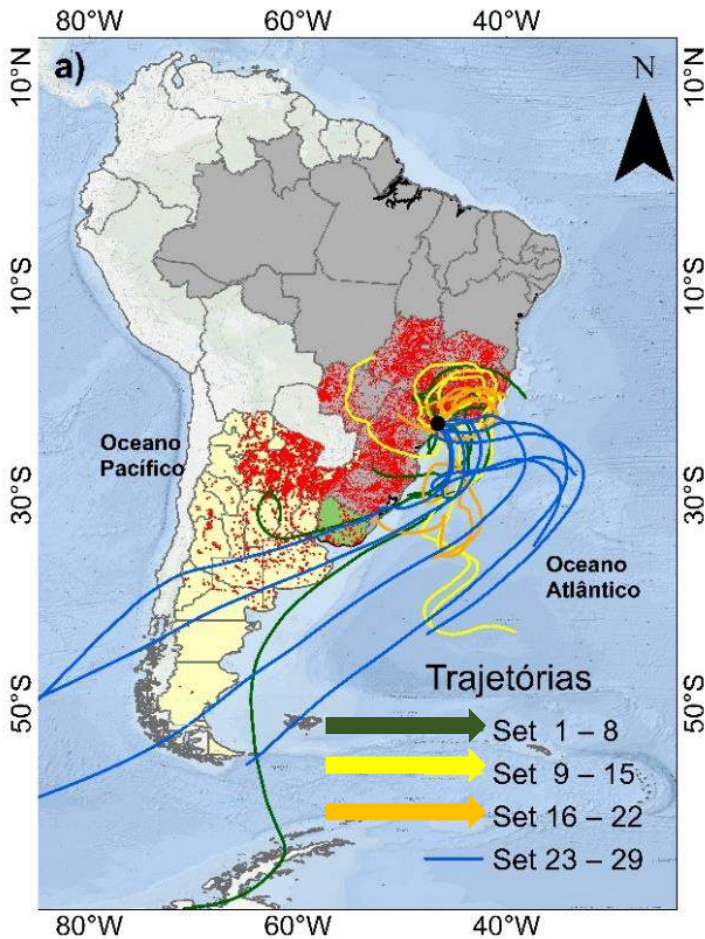 80°W 60°W 40°W
a)
N
10°N
10°N
10°S
10°S
Oceano
Pacífico
30°S
30°S
Oceano
Atlântico
50°S
50°S
Trajetórias
Set 1 – 8
Set 9 – 15
Set 16 – 22
Set 23 – 29
80°W 60°W 40°W